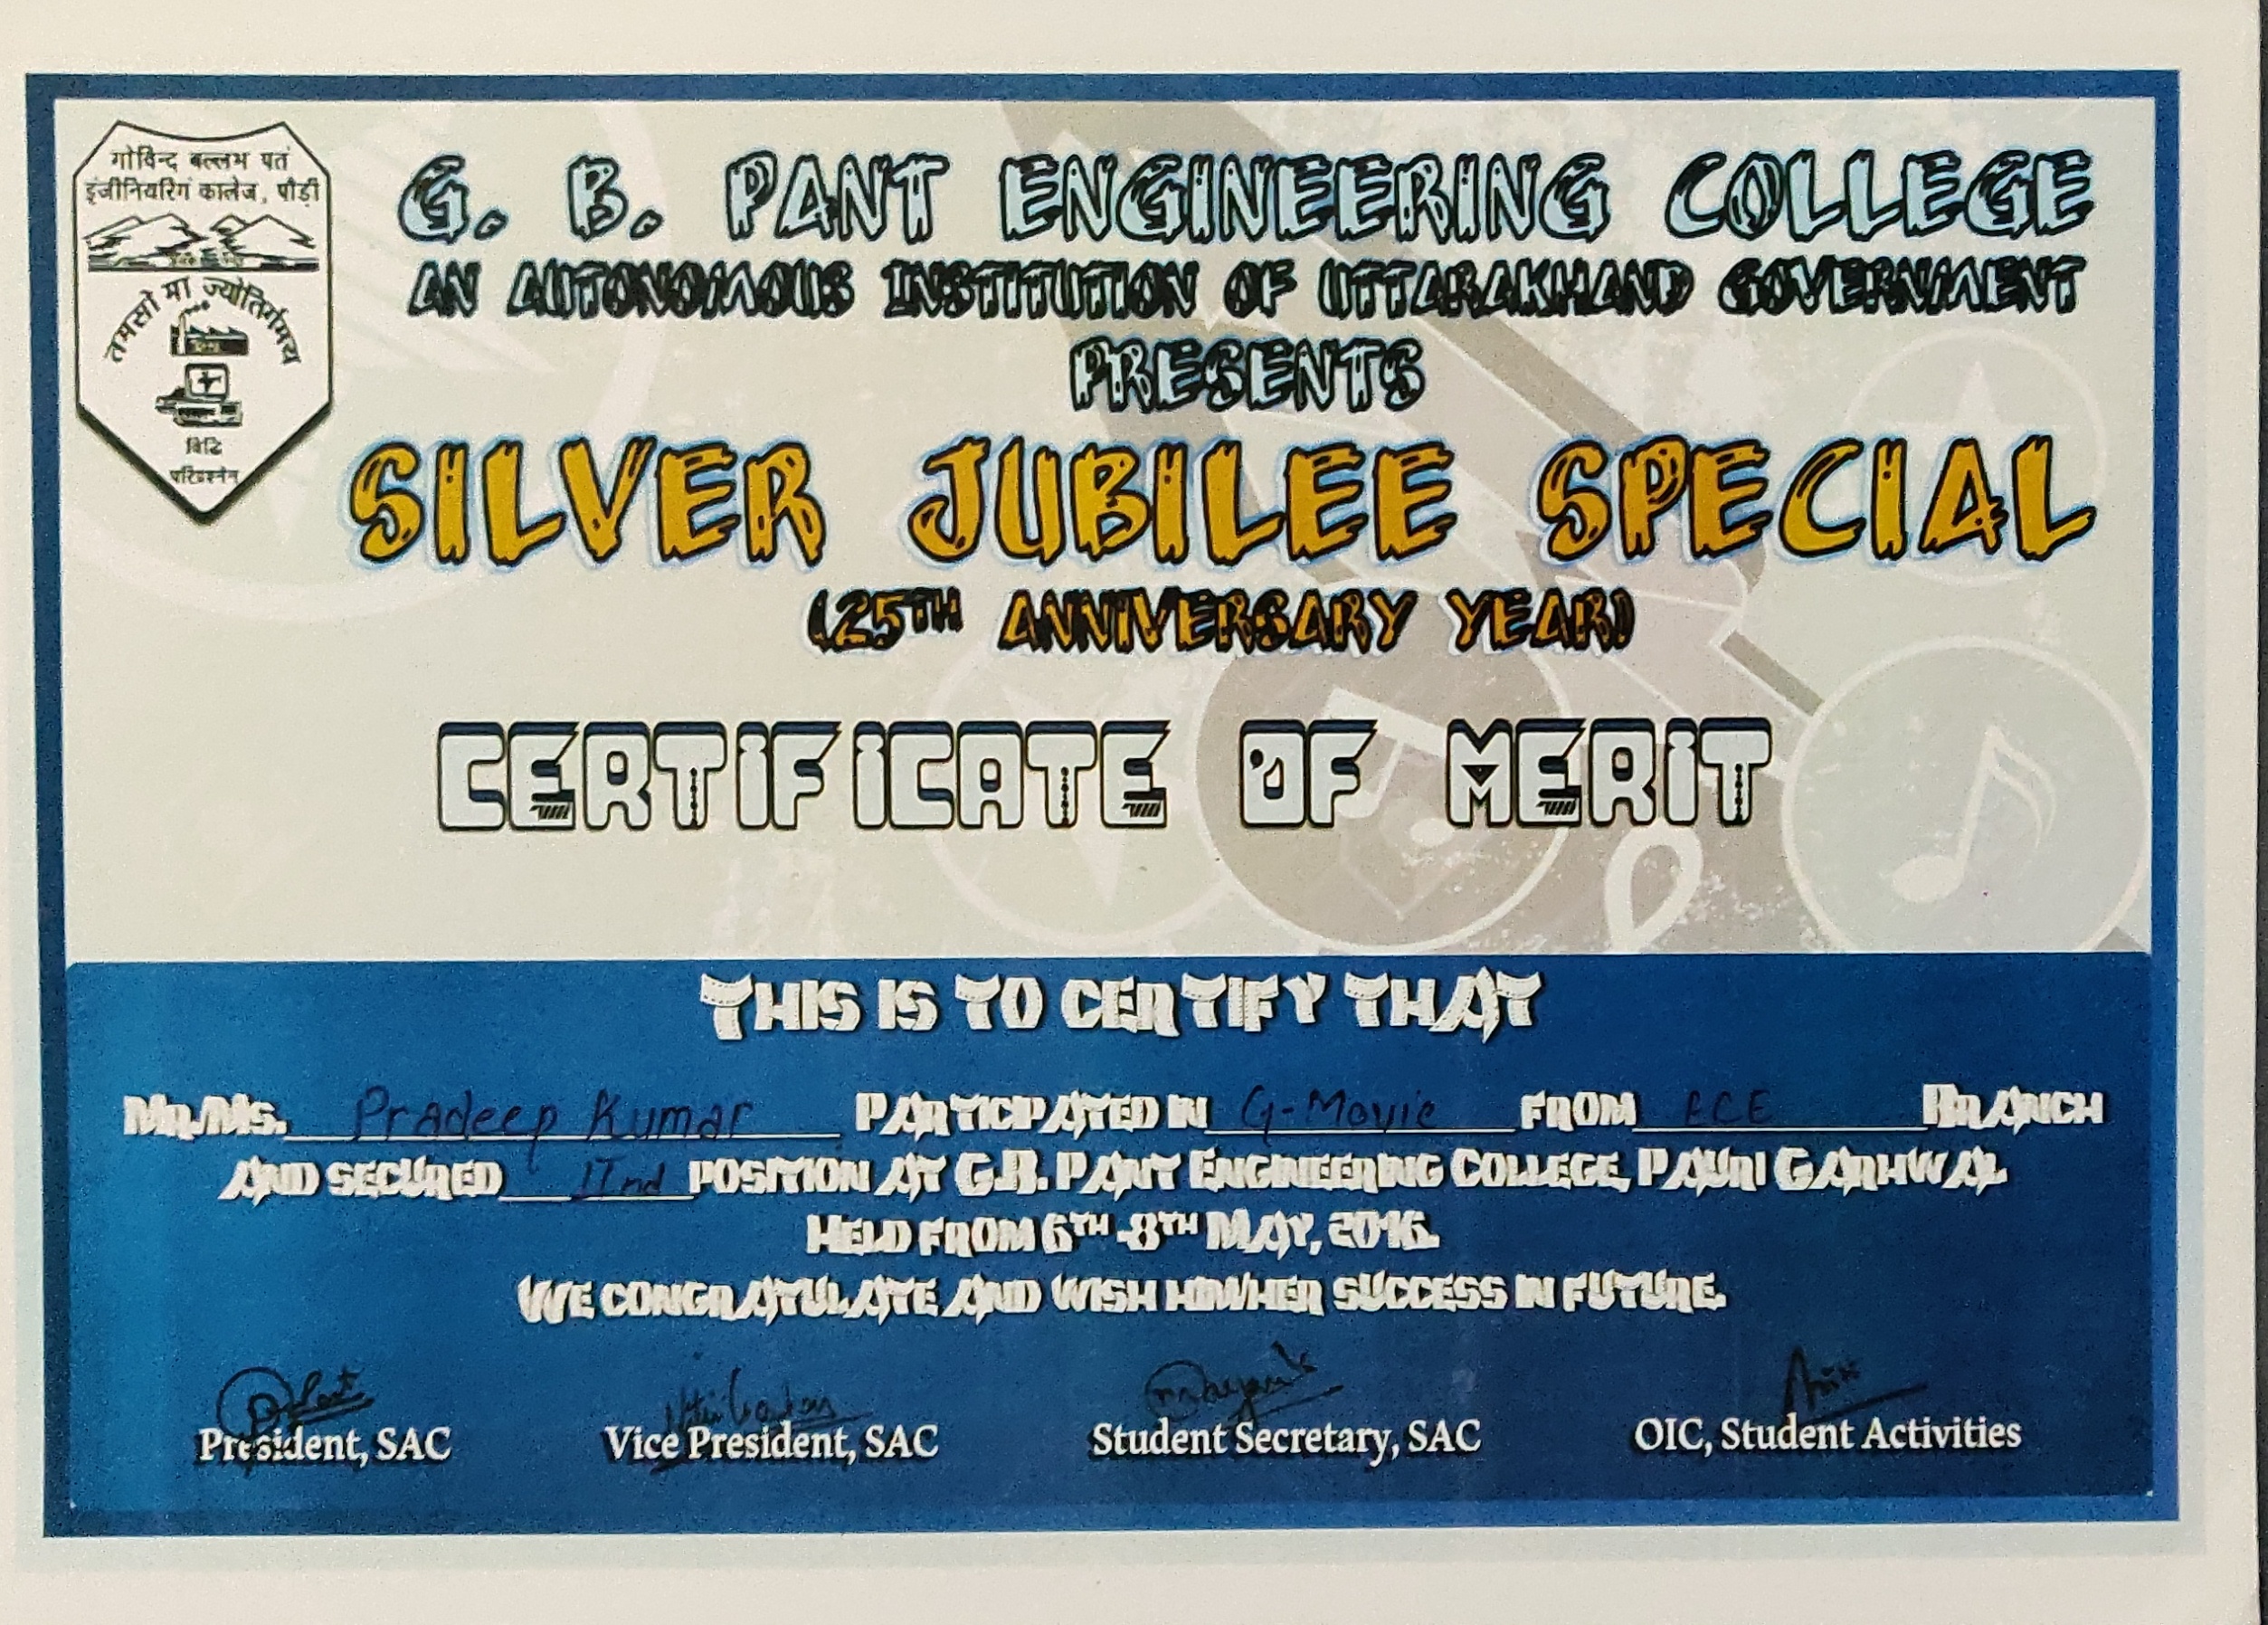 गोविन्द बल्लभ पंत
इंजीनियरिंग कालेज, पौड़ी
तमसो मा ज्योतिर्गमय
विद्धि
परिप्रश्नेन
G. B. PANT ENGINEERING COLLEGE
AN AUTONOMOUS INSTITUTION OF UTTARAKHAND GOVERNMENT
PRESENTS
SILVER JUBILEE SPECIAL
(25TH ANNIVERSARY YEAR)
CERTIFICATE OF MERIT
THIS IS TO CERTIFY THAT
MR./MS. Pradeep Kumar PARTICIPATED IN G-Movie FROM ECE BRANCH
AND SECURED IInd POSITION AT G.B. PANT ENGINEERING COLLEGE, PAURI GARHWAL
HELD FROM 6TH -8TH MAY, 2016.
WE CONGRATULATE AND WISH HIM/HER SUCCESS IN FUTURE.
President, SAC Vice President, SAC Student Secretary, SAC OIC, Student Activities